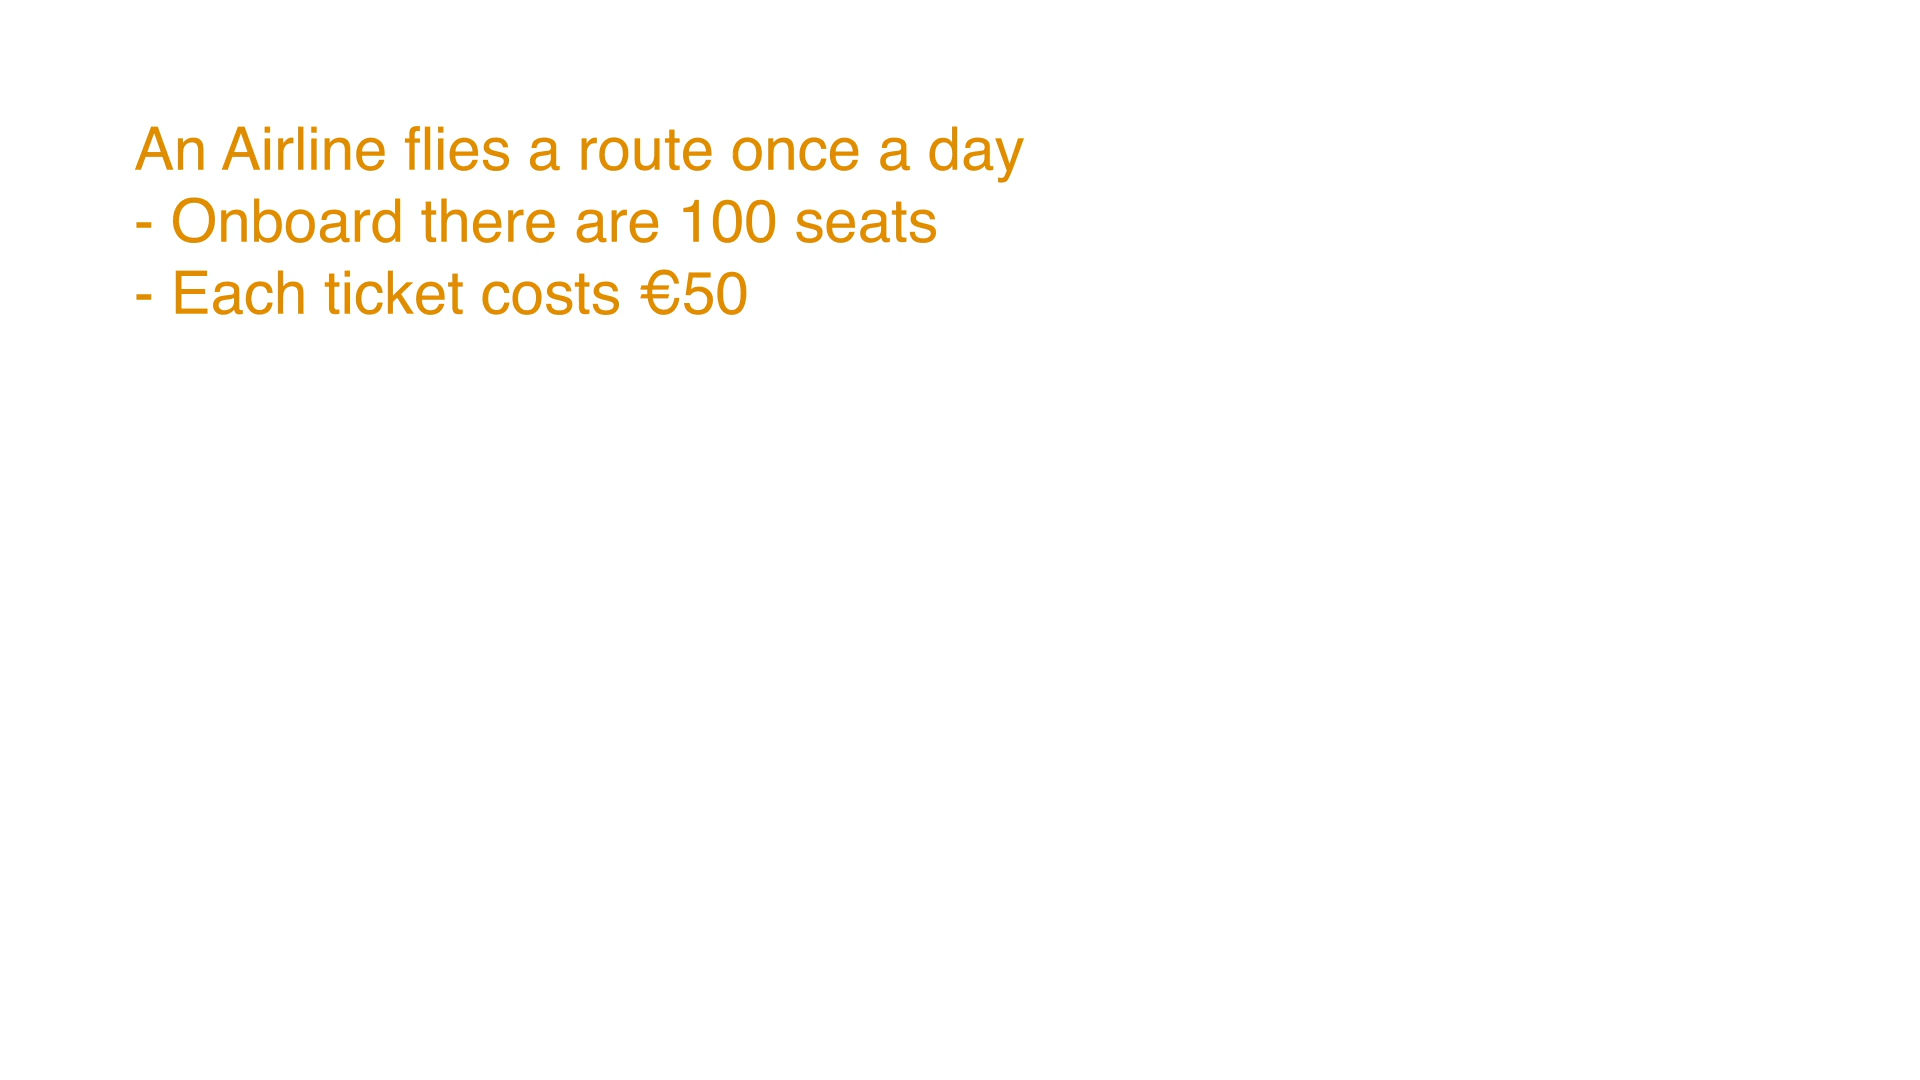 An Airline flies a route once a day
- Onboard there are 100 seats
- Each ticket costs €50